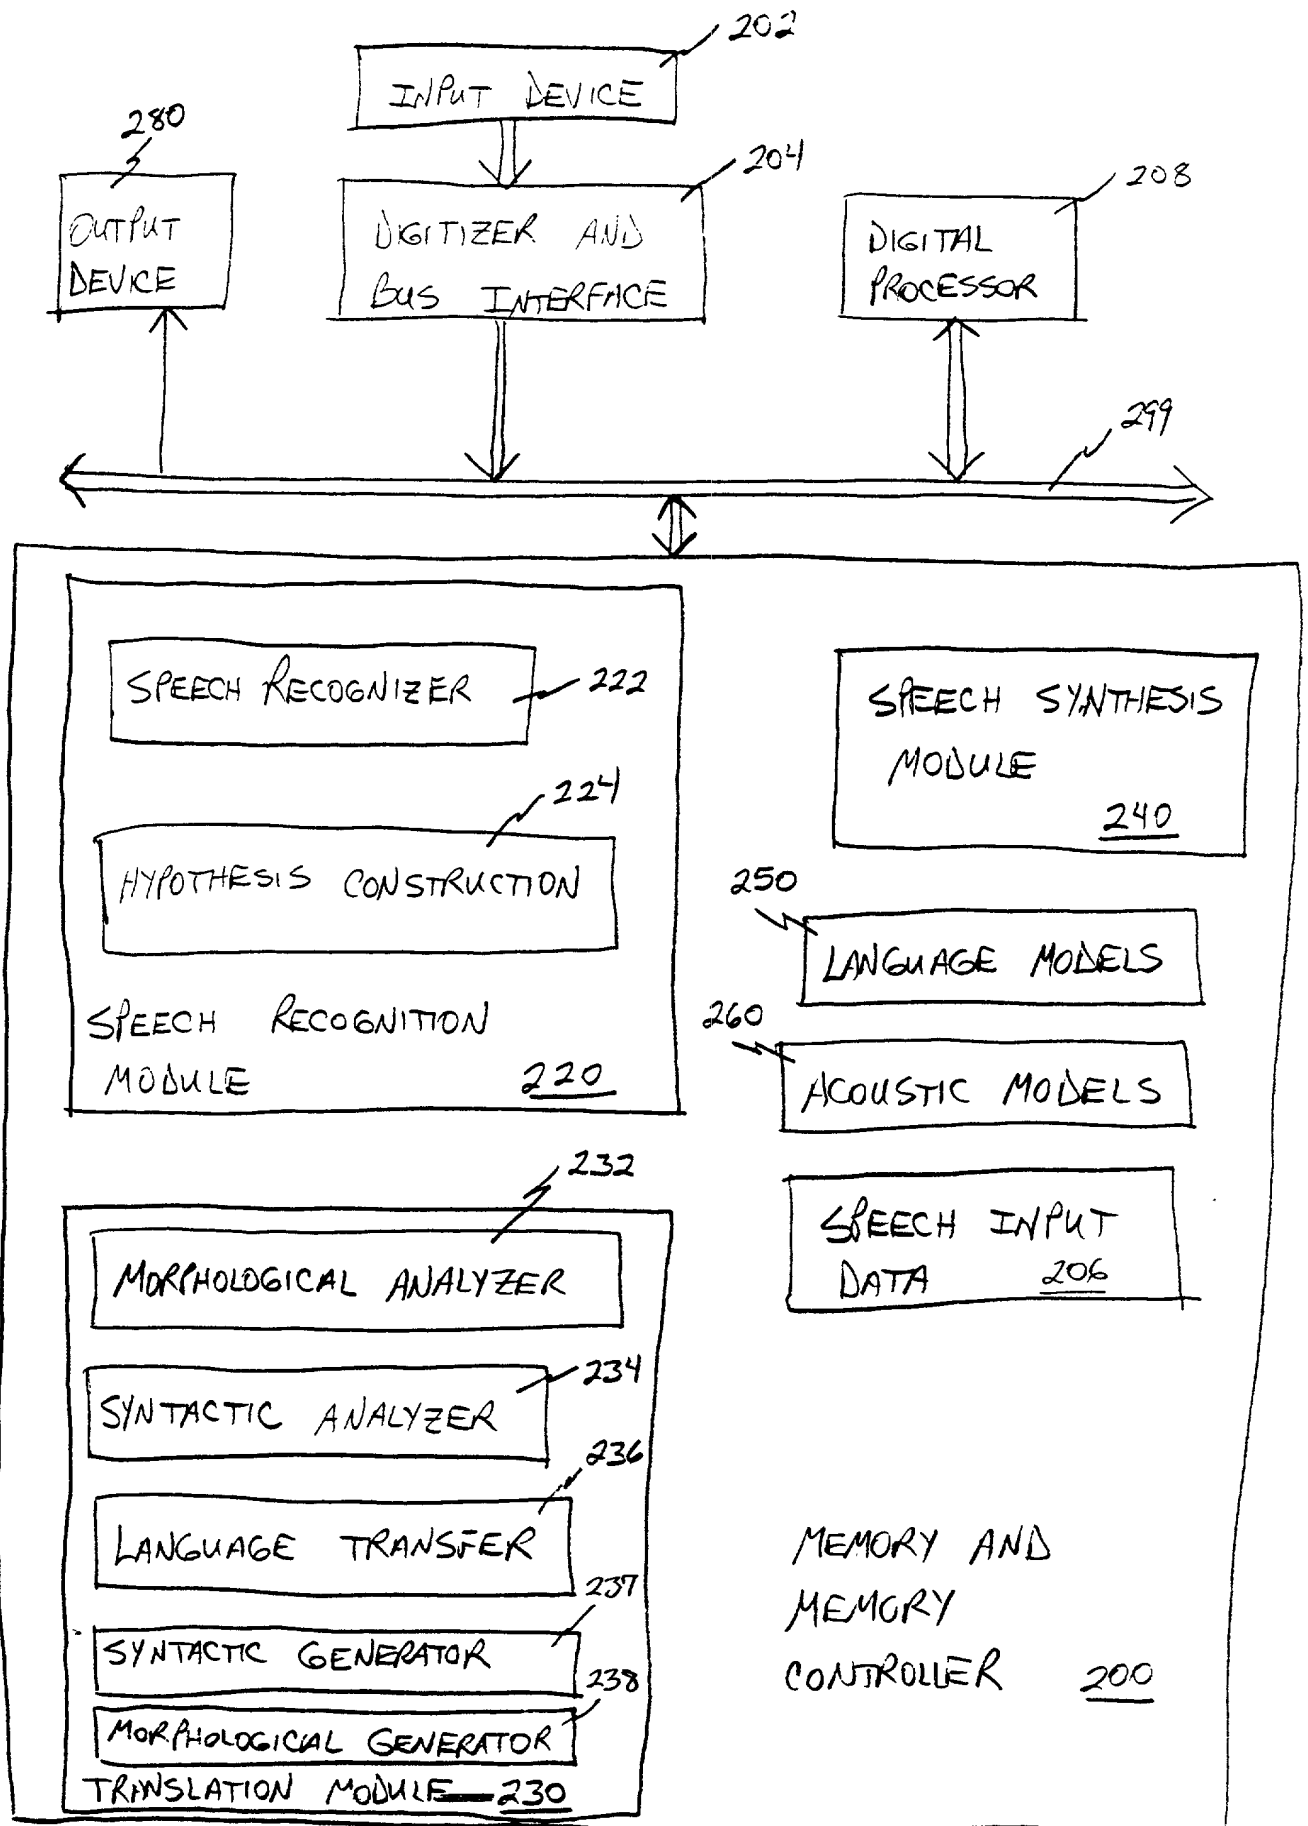 202
INPUT DEVICE
280
204
208
OUTPUT
DEVICE
DIGITIZER AND
BUS INTERFACE
DIGITAL
PROCESSOR
299
SPEECH RECOGNIZER
222
224
HYPOTHESIS CONSTRUCTION
SPEECH RECOGNITION
MODULE 220
SPEECH SYNTHESIS
MODULE
240
250
LANGUAGE MODELS
260
ACOUSTIC MODELS
SPEECH INPUT
DATA 206
232
MORPHOLOGICAL ANALYZER
234
SYNTACTIC ANALYZER
236
LANGUAGE TRANSFER
237
SYNTACTIC GENERATOR
238
MORPHOLOGICAL GENERATOR
TRANSLATION MODULE 230
MEMORY AND
MEMORY
CONTROLLER 200